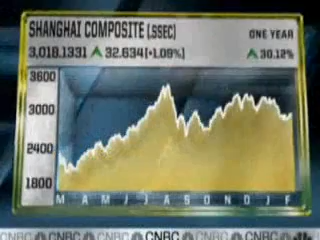 SHANGHAI COMPOSITE [.SSEC] ONE YEAR
3,018.1331 32.634[+1.09%] 30.12%
3600
3000
2400
1800
M A M J J A S O N D J F
CNBC CNBC CNBC CNBC CNBC